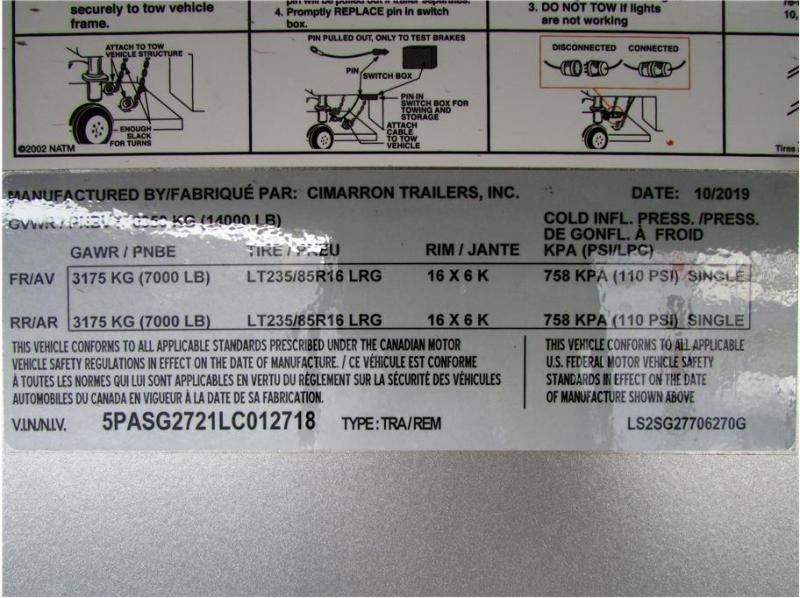 securely to tow vehicle
frame.
4. Promptly REPLACE pin in switch
box.
3. DO NOT TOW if lights
are not working
10,
ATTACH TO TOW
VEHICLE STRUCTURE
ENOUGH
SLACK
FOR TURNS
©2002 NATM
PIN PULLED OUT, ONLY TO TEST BRAKES
PIN
SWITCH BOX
PIN-IN
SWITCH BOX FOR
TOWING AND
STORAGE
ATTACH
CABLE
TO TOW
VEHICLE
DISCONNECTED CONNECTED
Tires
MANUFACTURED BY/FABRIQUÉ PAR: CIMARRON TRAILERS, INC. DATE: 10/2019
GVWR / PNBV KG (14000 LB)
COLD INFL. PRESS. /PRESS.
DE GONFL. À FROID
GAWR / PNBE TIRE / PNEU RIM / JANTE KPA (PSI/LPC)
FR/AV 3175 KG (7000 LB) LT235/85R16 LRG 16 X 6 K 758 KPA (110 PSI) SINGLE
RR/AR 3175 KG (7000 LB) LT235/85R16 LRG 16 X 6 K 758 KPA (110 PSI) SINGLE
THIS VEHICLE CONFORMS TO ALL APPLICABLE STANDARDS PRESCRIBED UNDER THE CANADIAN MOTOR
VEHICLE SAFETY REGULATIONS IN EFFECT ON THE DATE OF MANUFACTURE. / CE VÉHICULE EST CONFORME
À TOUTES LES NORMES QUI LUI SONT APPLICABLES EN VERTU DU RÈGLEMENT SUR LA SÉCURITÉ DES VÉHICULES
AUTOMOBILES DU CANADA EN VIGUEUR À LA DATE DE SA FABRICATION.
THIS VEHICLE CONFORMS TO ALL APPLICABLE
U.S. FEDERAL MOTOR VEHICLE SAFETY
STANDARDS IN EFFECT ON THE DATE
OF MANUFACTURE SHOWN ABOVE
V.I.N./N.I.V. 5PASG2721LC012718 TYPE: TRA/REM LS2SG27706270G